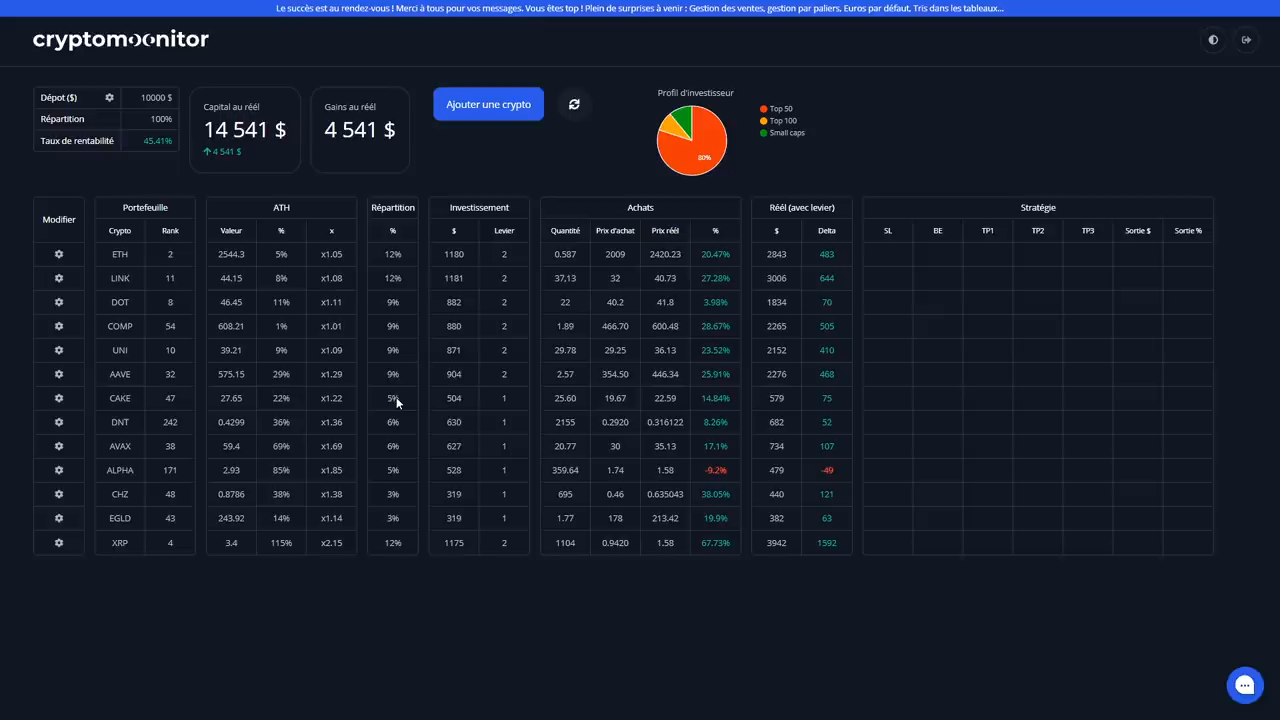 Le succès est au rendez-vous ! Merci à tous pour vos messages. Vous êtes top ! Plein de surprises à venir : Gestion des ventes, gestion par paliers, Euros par défaut, Tris dans les tableaux...
cryptomoonitor
Dépot ($) 10000 $
Répartition 100%
Taux de rentabilité 45.41%
Capital au réél
14 541 $
4 541 $
Gains au réél
4 541 $
Ajouter une crypto
Profil d'investisseur
80%
Top 50
Top 100
Small caps
Modifier Portefeuille ATH Répartition Investissement Achats Réél (avec levier) Stratégie
Crypto Rank Valeur % x % $ Levier Quantité Prix d'achat Prix réél % $ Delta SL BE TP1 TP2 TP3 Sortie $ Sortie %
ETH 2 2544.3 5% x1.05 12% 1180 2 0.587 2009 2420.23 20.47% 2843 483
LINK 11 44.15 8% x1.08 12% 1181 2 37,13 32 40.73 27.28% 3006 644
DOT 8 46.45 11% x1.11 9% 882 2 22 40.2 41.8 3.98% 1834 70
COMP 54 608.21 1% x1.01 9% 880 2 1.89 466.70 600.48 28.67% 2265 505
UNI 10 39.21 9% x1.09 9% 871 2 29.78 29.25 36.13 23.52% 2152 410
AAVE 32 575.15 29% x1.29 9% 904 2 2.57 354.50 446.34 25.91% 2276 468
CAKE 47 27.65 22% x1.22 5% 504 1 25.60 19.67 22.59 14.84% 579 75
DNT 242 0.4299 36% x1.36 6% 630 1 2155 0.2920 0.316122 8.26% 682 52
AVAX 38 59.4 69% x1.69 6% 627 1 20.77 30 35.13 17.1% 734 107
ALPHA 171 2.93 85% x1.85 5% 528 1 359.64 1.74 1.58 -9.2% 479 -49
CHZ 48 0.8786 38% x1.38 3% 319 1 695 0.46 0.635043 38.05% 440 121
EGLD 43 243.92 14% x1.14 3% 319 1 1.77 178 213.42 19.9% 382 63
XRP 4 3.4 115% x2.15 12% 1175 2 1104 0.9420 1.58 67.73% 3942 1592